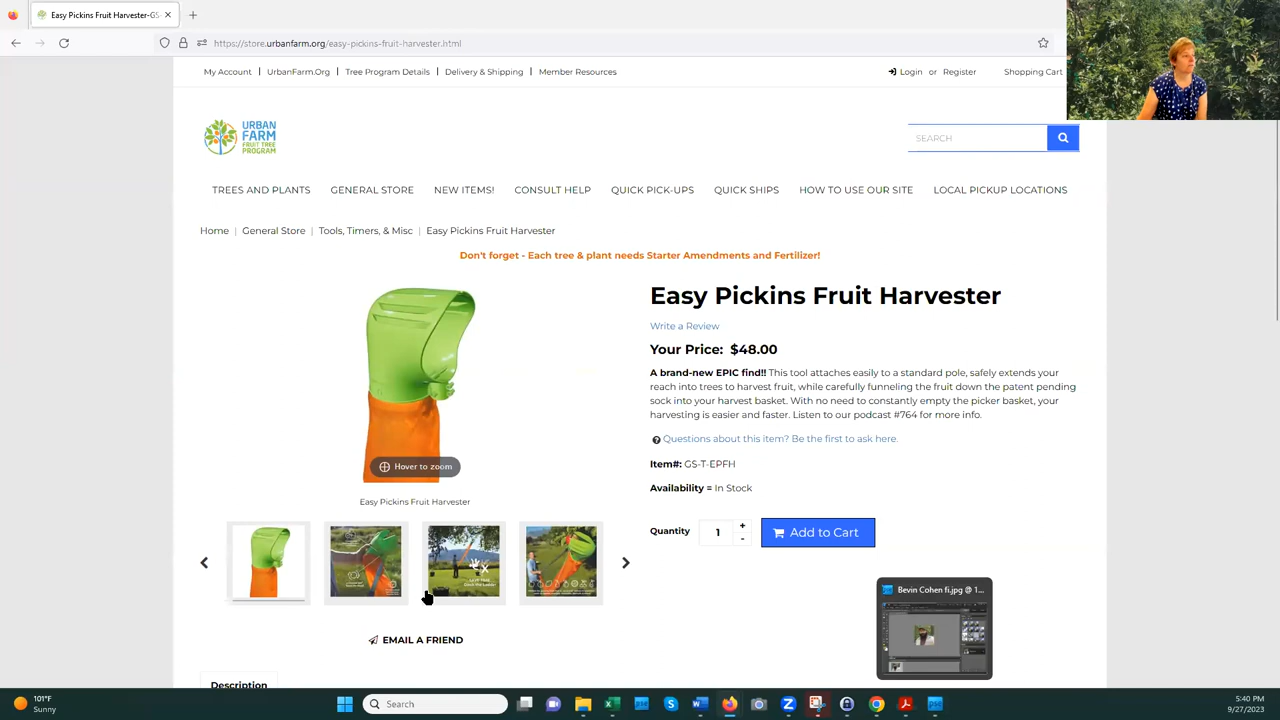 Easy Pickins Fruit Harvester-GS
https://store.urbanfarm.org/easy-pickins-fruit-harvester.html
My Account | UrbanFarm.Org | Tree Program Details | Delivery & Shipping | Member Resources
Login or Register Shopping Cart
URBAN
FARM
FRUIT TREE
PROGRAM
SEARCH
TREES AND PLANTS GENERAL STORE NEW ITEMS! CONSULT HELP QUICK PICK-UPS QUICK SHIPS HOW TO USE OUR SITE LOCAL PICKUP LOCATIONS
Home | General Store | Tools, Timers, & Misc | Easy Pickins Fruit Harvester
Don't forget - Each tree & plant needs Starter Amendments and Fertilizer!
Easy Pickins Fruit Harvester
Write a Review
Your Price: $48.00
A brand-new EPIC find!! This tool attaches easily to a standard pole, safely extends your
reach into trees to harvest fruit, while carefully funneling the fruit down the patent pending
sock into your harvest basket. With no need to constantly empty the picker basket, your
harvesting is easier and faster. Listen to our podcast #764 for more info.
Questions about this item? Be the first to ask here.
Item#: GS-T-EPFH
Availability = In Stock
Quantity 1 + - Add to Cart
Hover to zoom
Easy Pickins Fruit Harvester
EMAIL A FRIEND
Description
Bevin Cohen fi.jpg @ 1...
101°F
Sunny
Search
5:40 PM
9/27/2023